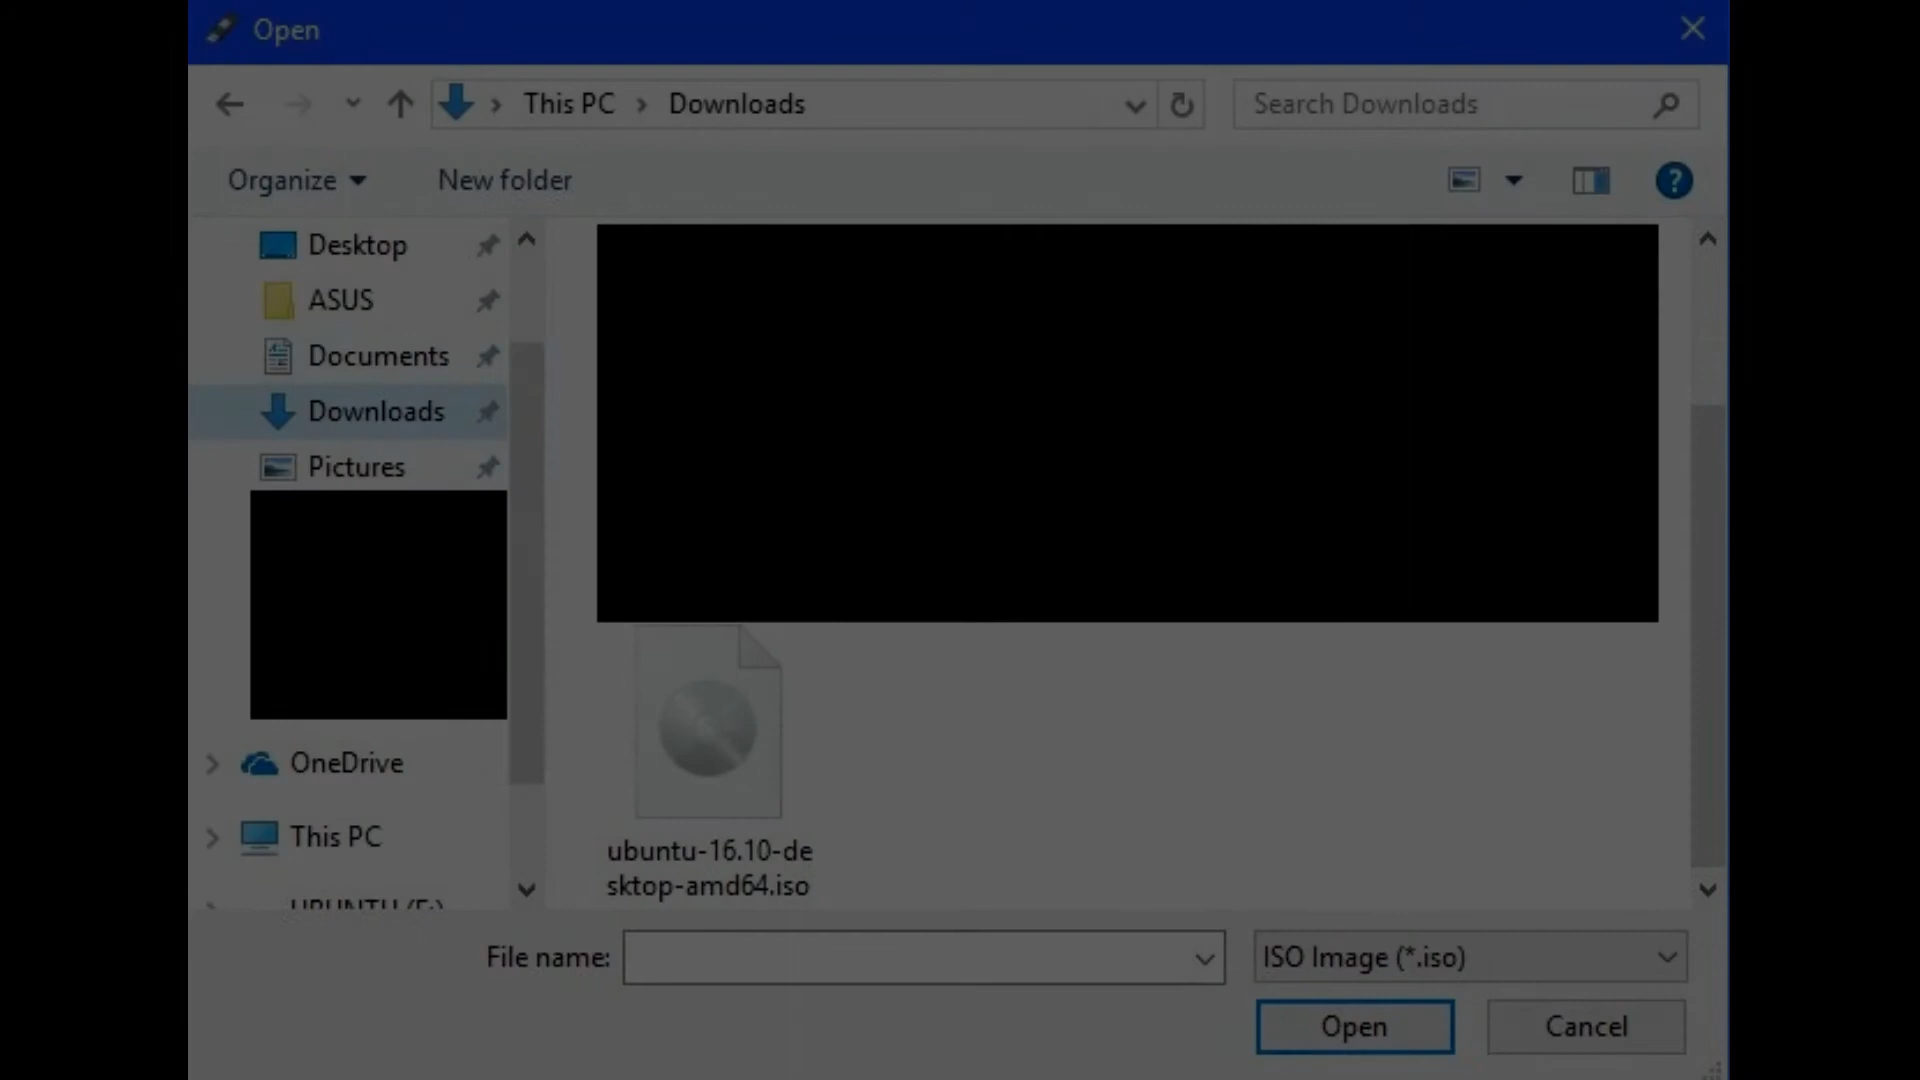 Open
This PC
Downloads
Search Downloads
Organize
New folder
?
Desktop
ASUS
Documents
Downloads
Pictures
OneDrive
This PC
UBUNTU (E:)
ubuntu-16.10-de
sktop-amd64.iso
File name:
ISO Image (*.iso)
Open
Cancel